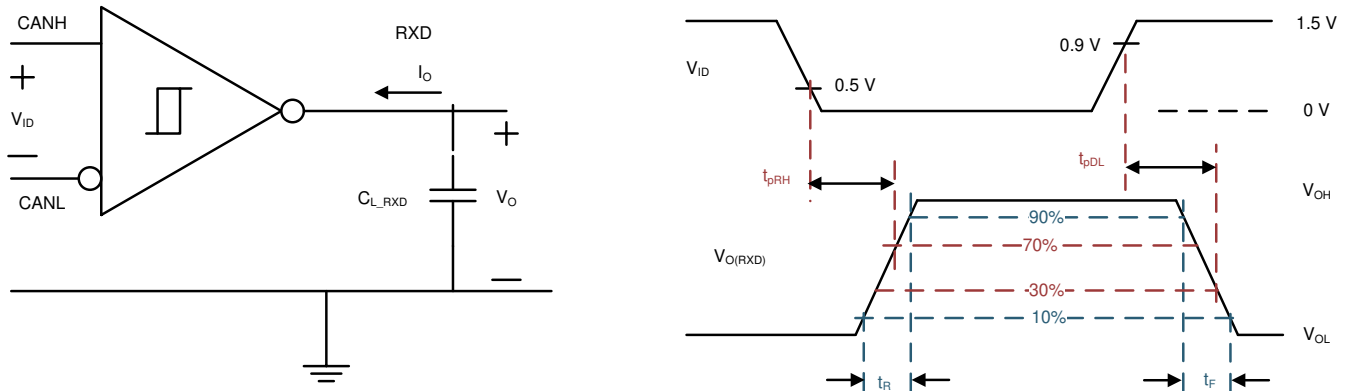 CANH
RXD
I_O
+
V_ID
−
CANL
C_L_RXD
+
V_O
−
V_ID
0.5 V
0.9 V
1.5 V
0 V
t_pRH
t_pDL
V_OH
90%
70%
V_O(RXD)
30%
10%
V_OL
t_R
t_F